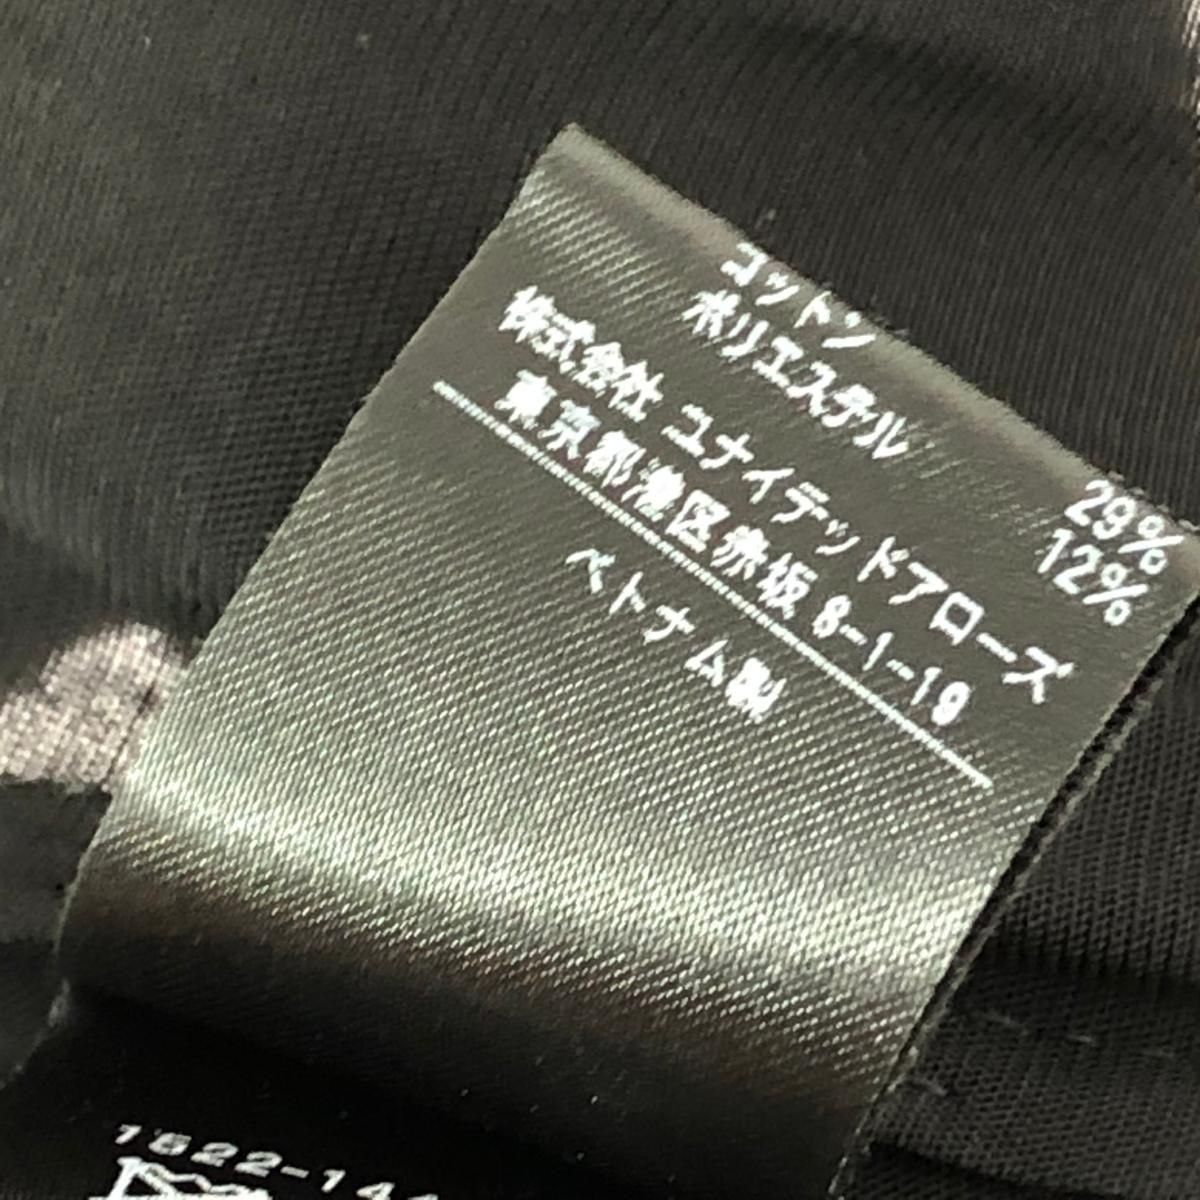 コットン 29%
ポリエステル 12%
株式会社 ユナイテッドアローズ
東京都港区赤坂 8-1-19
ベトナム製
1622-144